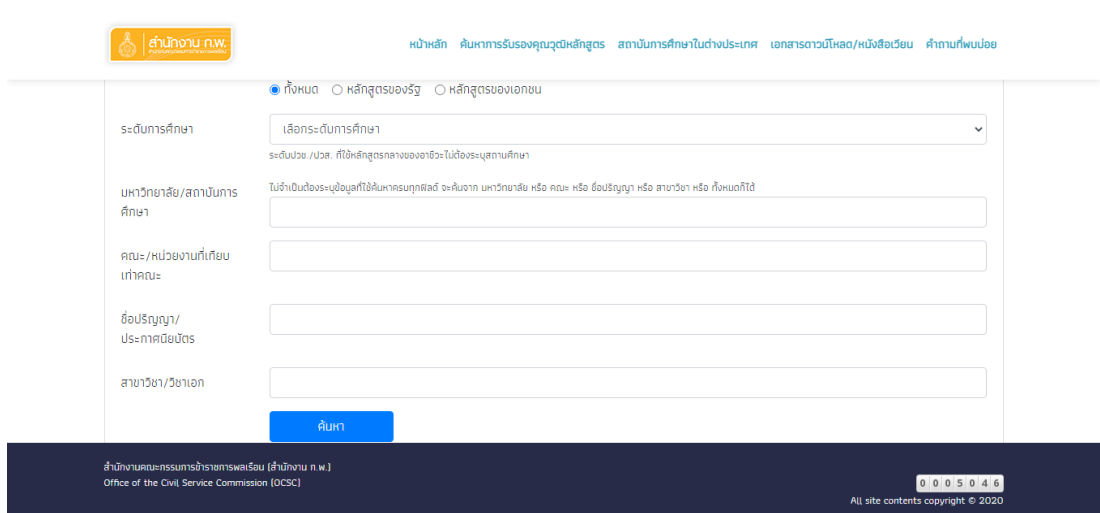 สำนักงาน ก.พ.
หน้าหลัก ค้นหาการรับรองคุณวุฒิหลักสูตร สถาบันการศึกษาในต่างประเทศ เอกสารดาวน์โหลด/หนังสือเวียน คำถามที่พบบ่อย
ทั้งหมด หลักสูตรของรัฐ หลักสูตรของเอกชน
ระดับการศึกษา
เลือกระดับการศึกษา
ระดับปวช./ปวส. ที่ใช้หลักสูตรกลางของอาชีวะไม่ต้องระบุสถานศึกษา
มหาวิทยาลัย/สถาบันการ
ศึกษา
ไม่จำเป็นต้องระบุข้อมูลที่ใช้ค้นหาครบทุกฟิลด์ จะค้นจาก มหาวิทยาลัย หรือ คณะ หรือ ชื่อปริญญา หรือ สาขาวิชา หรือ ทั้งหมดก็ได้
คณะ/หน่วยงานที่เทียบ
เท่าคณะ
ชื่อปริญญา/
ประกาศนียบัตร
สาขาวิชา/วิชาเอก
ค้นหา
สำนักงานคณะกรรมการข้าราชการพลเรือน (สำนักงาน ก.พ.)
Office of the Civil Service Commission (OCSC)
0 0 0 5 0 4 6
All site contents copyright © 2020